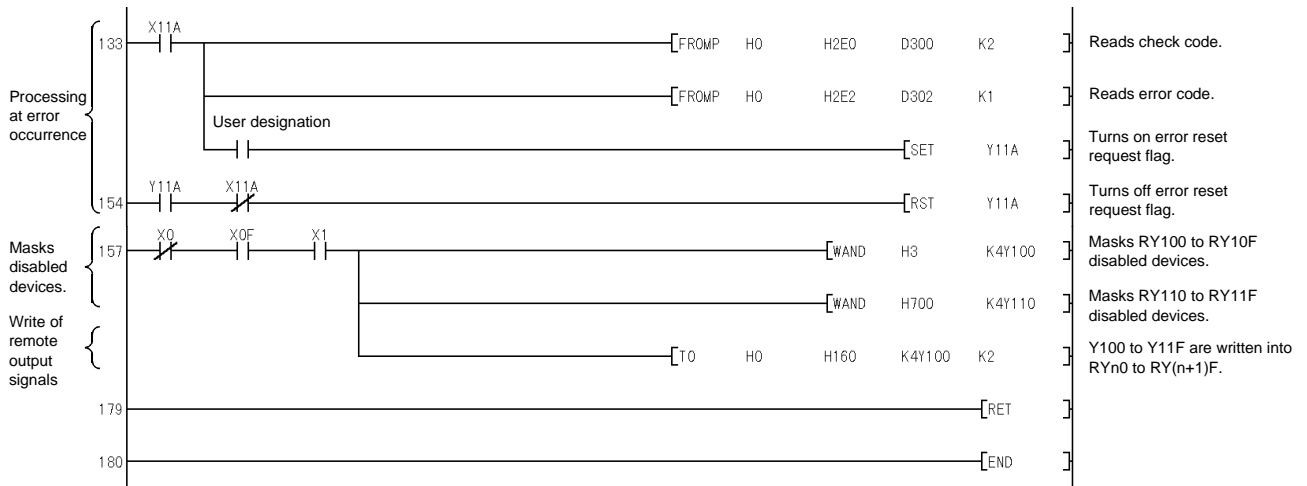 X11A
133 FROMP H0 H2E0 D300 K2 Reads check code.
Processing
at error
occurrence
FROMP H0 H2E2 D302 K1 Reads error code.
User designation
SET Y11A Turns on error reset
request flag.
Y11A X11A
154 RST Y11A Turns off error reset
request flag.
X0 X0F X1
157 WAND H3 K4Y100 Masks RY100 to RY10F
disabled devices.
Masks
disabled
devices.
WAND H700 K4Y110 Masks RY110 to RY11F
disabled devices.
Write of
remote
output
signals
TO H0 H160 K4Y100 K2 Y100 to Y11F are written into
RYn0 to RY(n+1)F.
179 RET
180 END